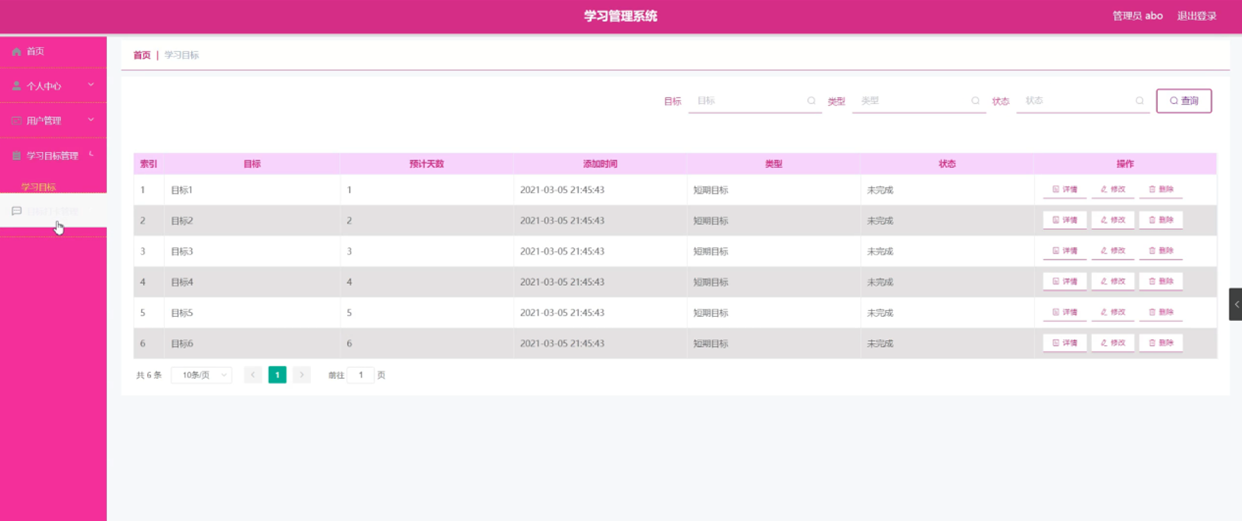 学习管理系统
管理员 abo 退出登录
首页
个人中心
用户管理
学习目标管理
学习目标
首页 | 学习目标
目标 目标 类型 类型 状态 状态 查询
索引 目标 预计天数 添加时间 类型 状态 操作
1 目标1 1 2021-03-05 21:45:43 短期目标 未完成 详情 修改 删除
2 目标2 2 2021-03-05 21:45:43 短期目标 未完成 详情 修改 删除
3 目标3 3 2021-03-05 21:45:43 短期目标 未完成 详情 修改 删除
4 目标4 4 2021-03-05 21:45:43 短期目标 未完成 详情 修改 删除
5 目标5 5 2021-03-05 21:45:43 短期目标 未完成 详情 修改 删除
6 目标6 6 2021-03-05 21:45:43 短期目标 未完成 详情 修改 删除
共 6 条 10条/页 1 前往 1 页